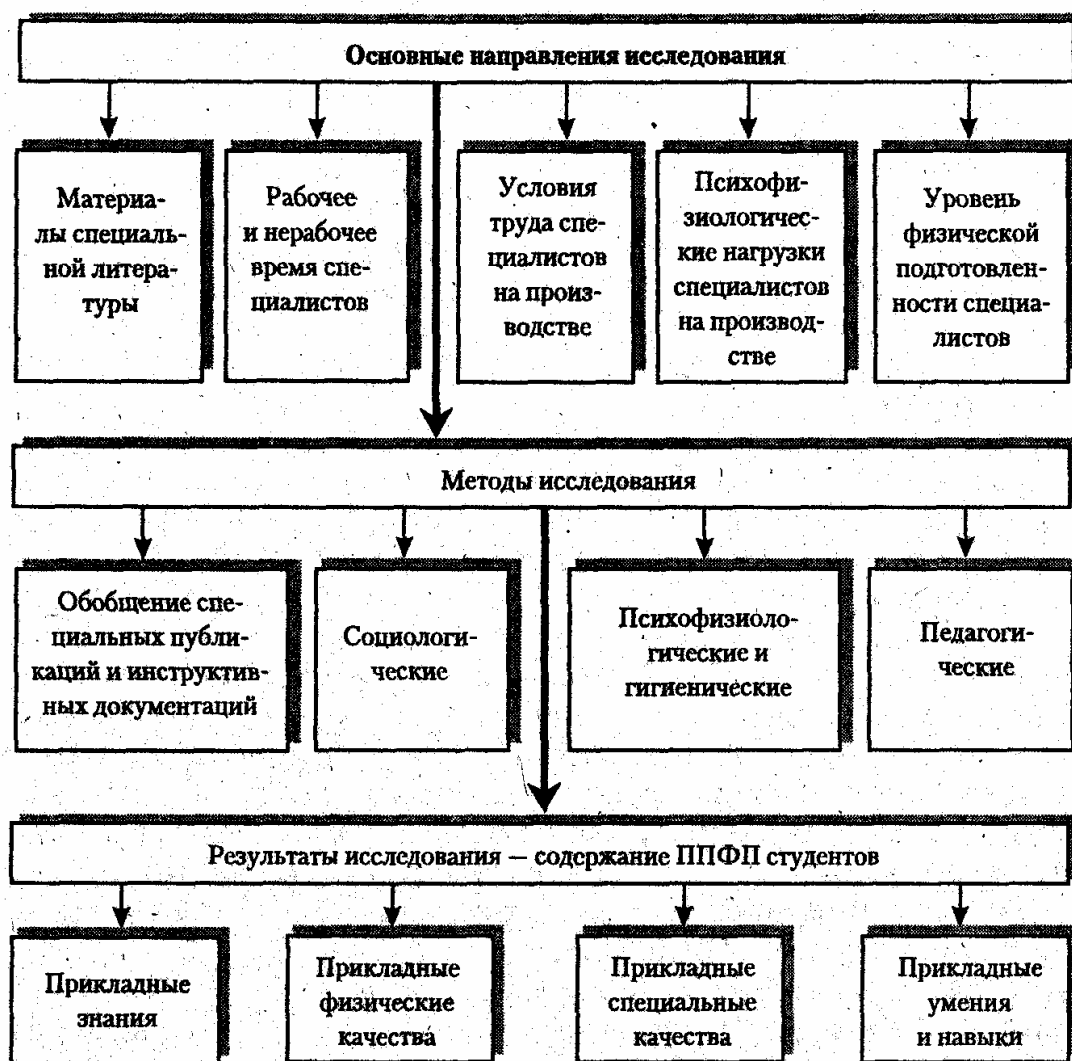 Основные направления исследования
Материа-
лы специаль-
ной литера-
туры
Рабочее
и нерабочее
время спе-
циалистов
Условия
труда спе-
циалистов
на произ-
водстве
Психофи-
зиологичес-
кие нагрузки
специалистов
на производ-
стве
Уровень
физической
подготовлен-
ности специа-
листов
Методы исследования
Обобщение спе-
циальных публи-
каций и инструктив-
ных документаций
Социологи-
ческие
Психофизиоло-
гические и
гигиенические
Педагоги-
ческие
Результаты исследования — содержание ППФП студентов
Прикладные
знания
Прикладные
физические
качества
Прикладные
специальные
качества
Прикладные
умения
и навыки